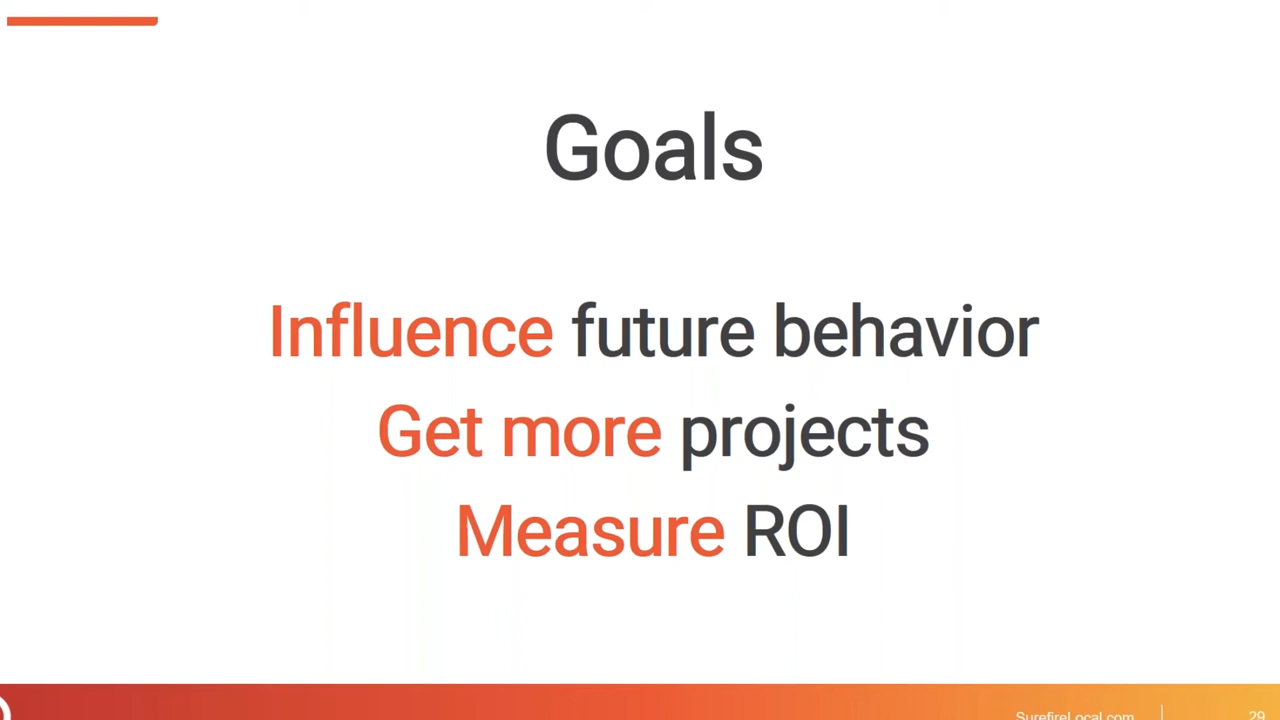 Goals
Influence future behavior
Get more projects
Measure ROI
SurefireLocal.com
29